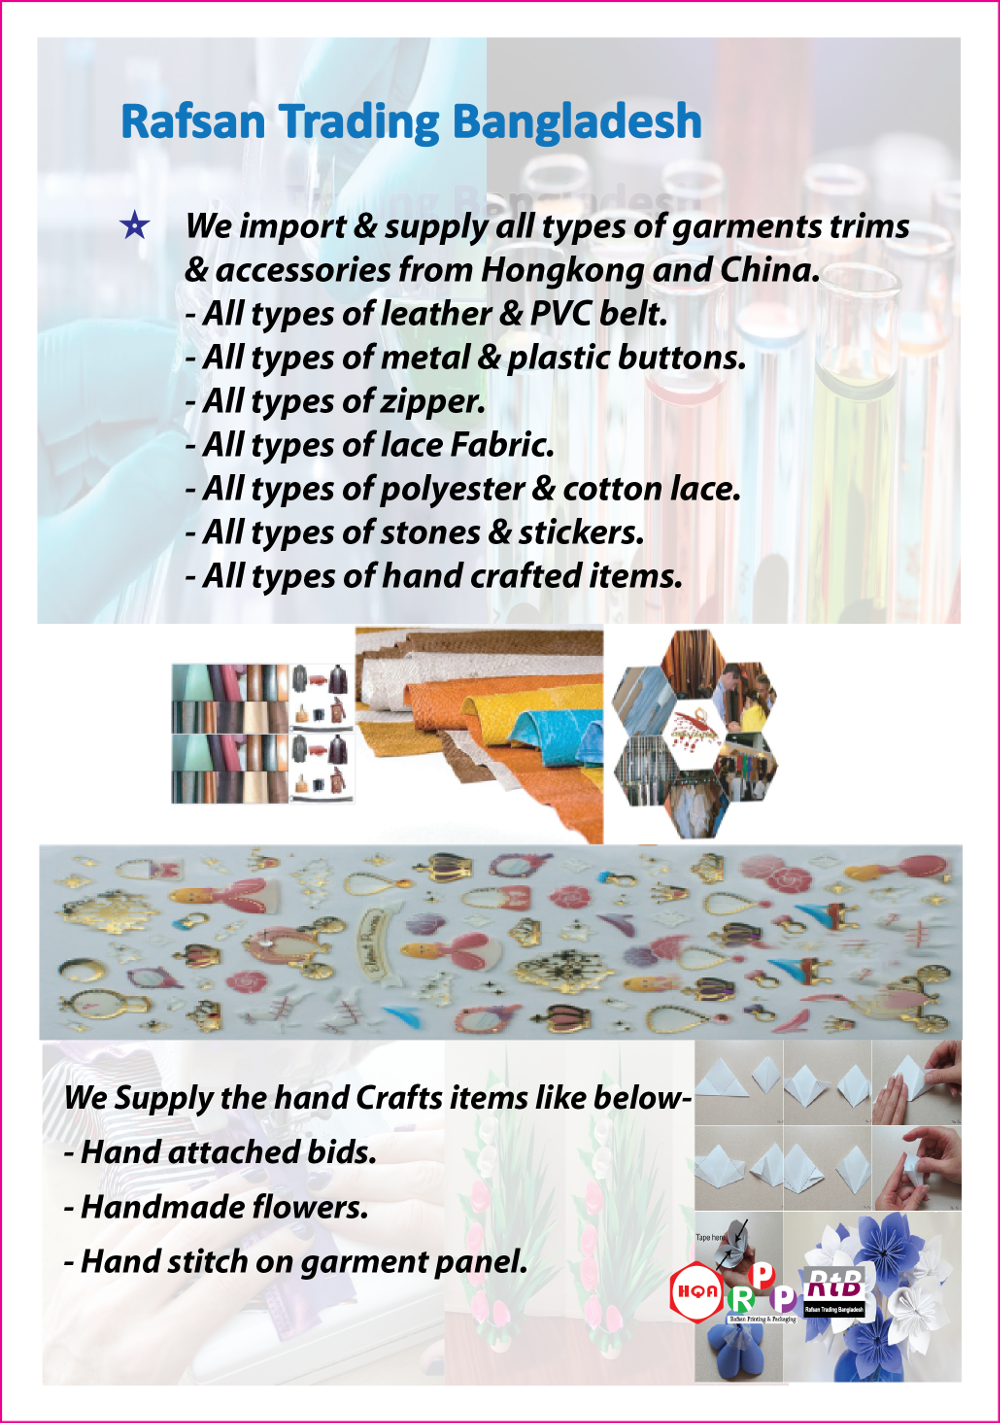 Rafsan Trading Bangladesh
We import & supply all types of garments trims
& accessories from Hongkong and China.
- All types of leather & PVC belt.
- All types of metal & plastic buttons.
- All types of zipper.
- All types of lace Fabric.
- All types of polyester & cotton lace.
- All types of stones & stickers.
- All types of hand crafted items.
We Supply the hand Crafts items like below-
- Hand attached bids.
- Handmade flowers.
- Hand stitch on garment panel.
Tape here
HQA
R P P
Rafsan Printing & Packaging
RtB
Rafsan Trading Bangladesh